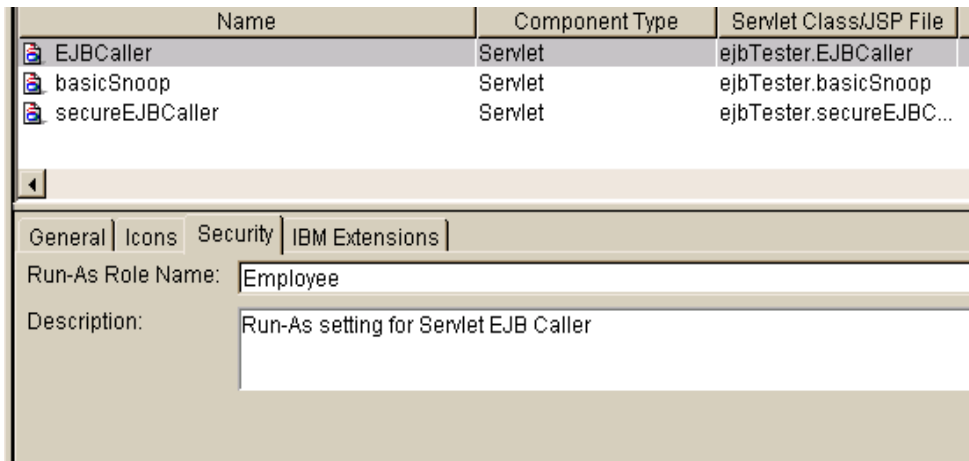 Name Component Type Servlet Class/JSP File
EJBCaller Servlet ejbTester.EJBCaller
basicSnoop Servlet ejbTester.basicSnoop
secureEJBCaller Servlet ejbTester.secureEJBC...
General Icons Security IBM Extensions
Run-As Role Name: Employee
Description: Run-As setting for Servlet EJB Caller